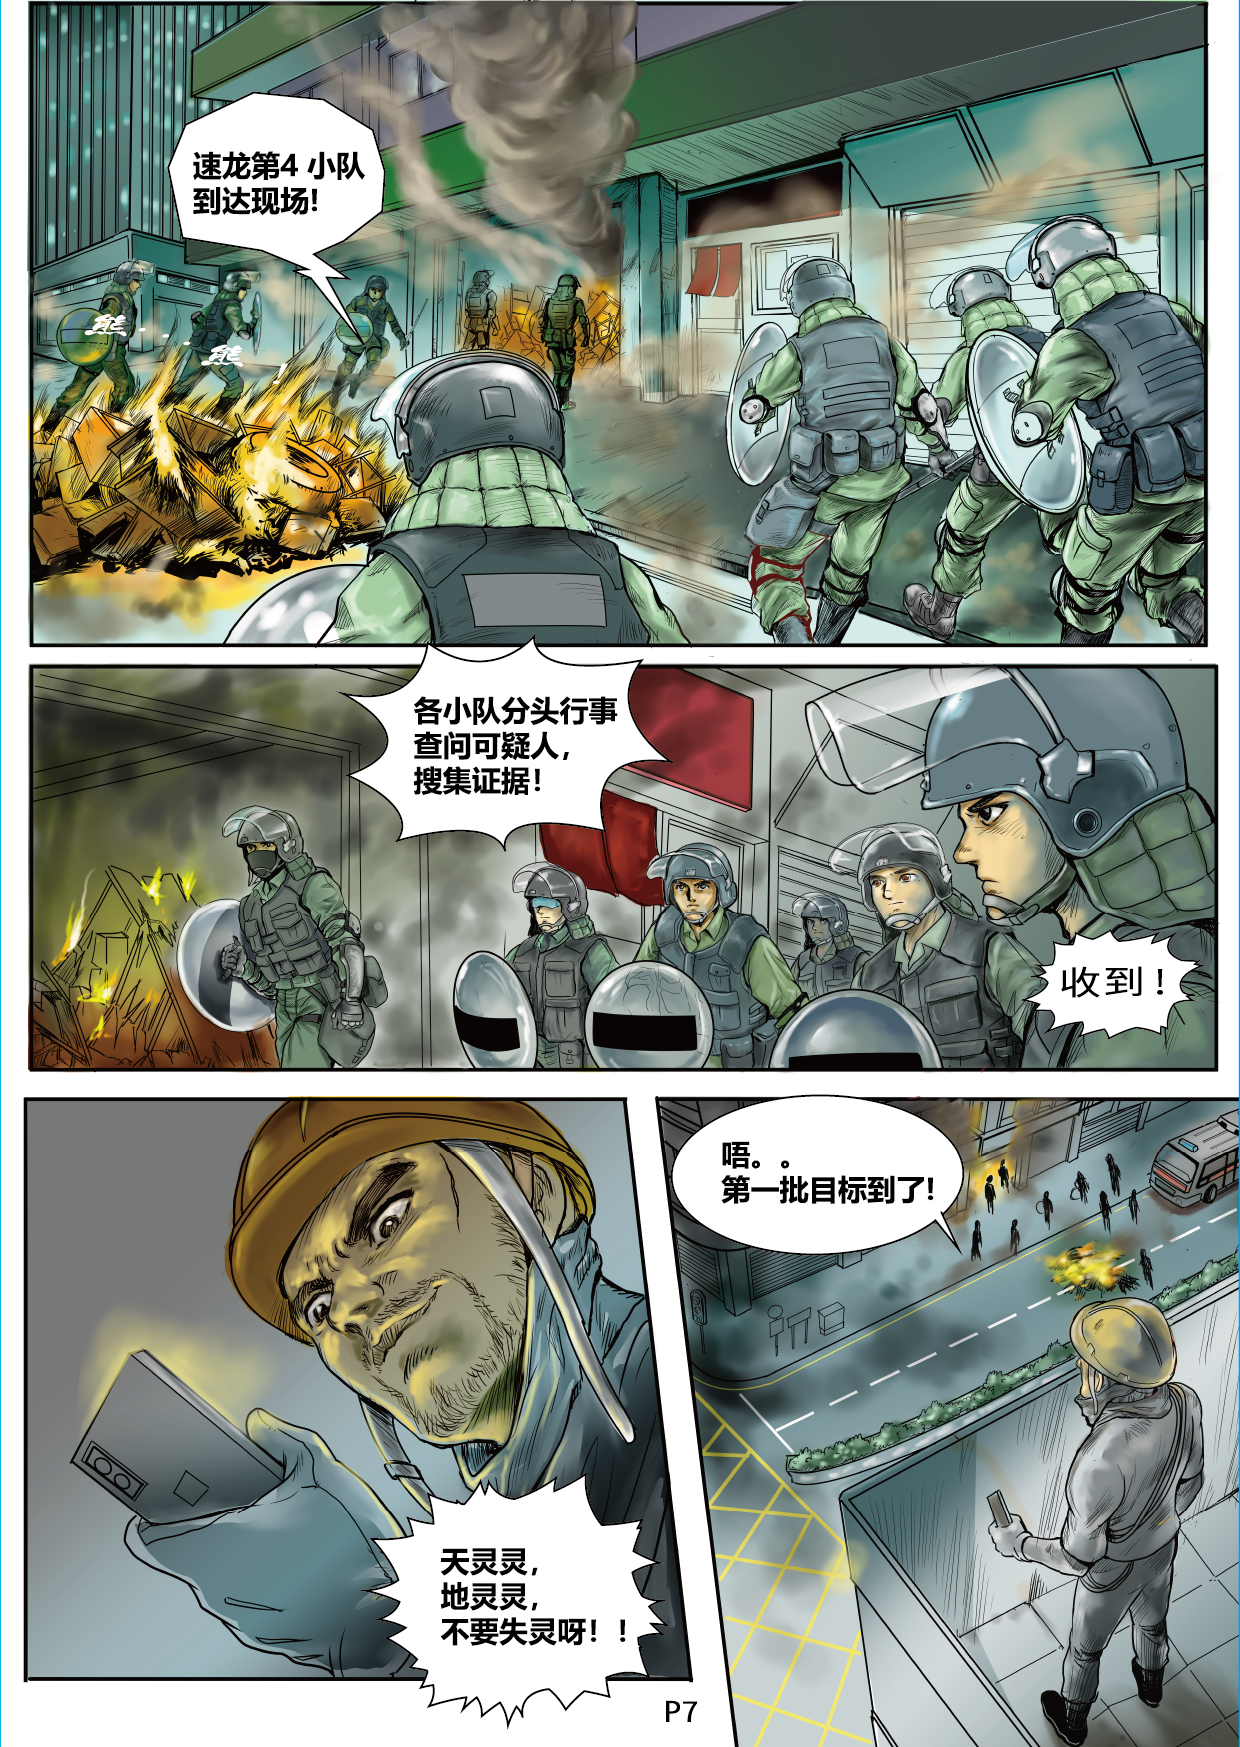 速龙第4 小队
到达现场!
熊...
熊!
各小队分头行事
查问可疑人，
搜集证据！
收到！
唔。。
第一批目标到了!
天灵灵，
地灵灵，
不要失灵呀！！
P7